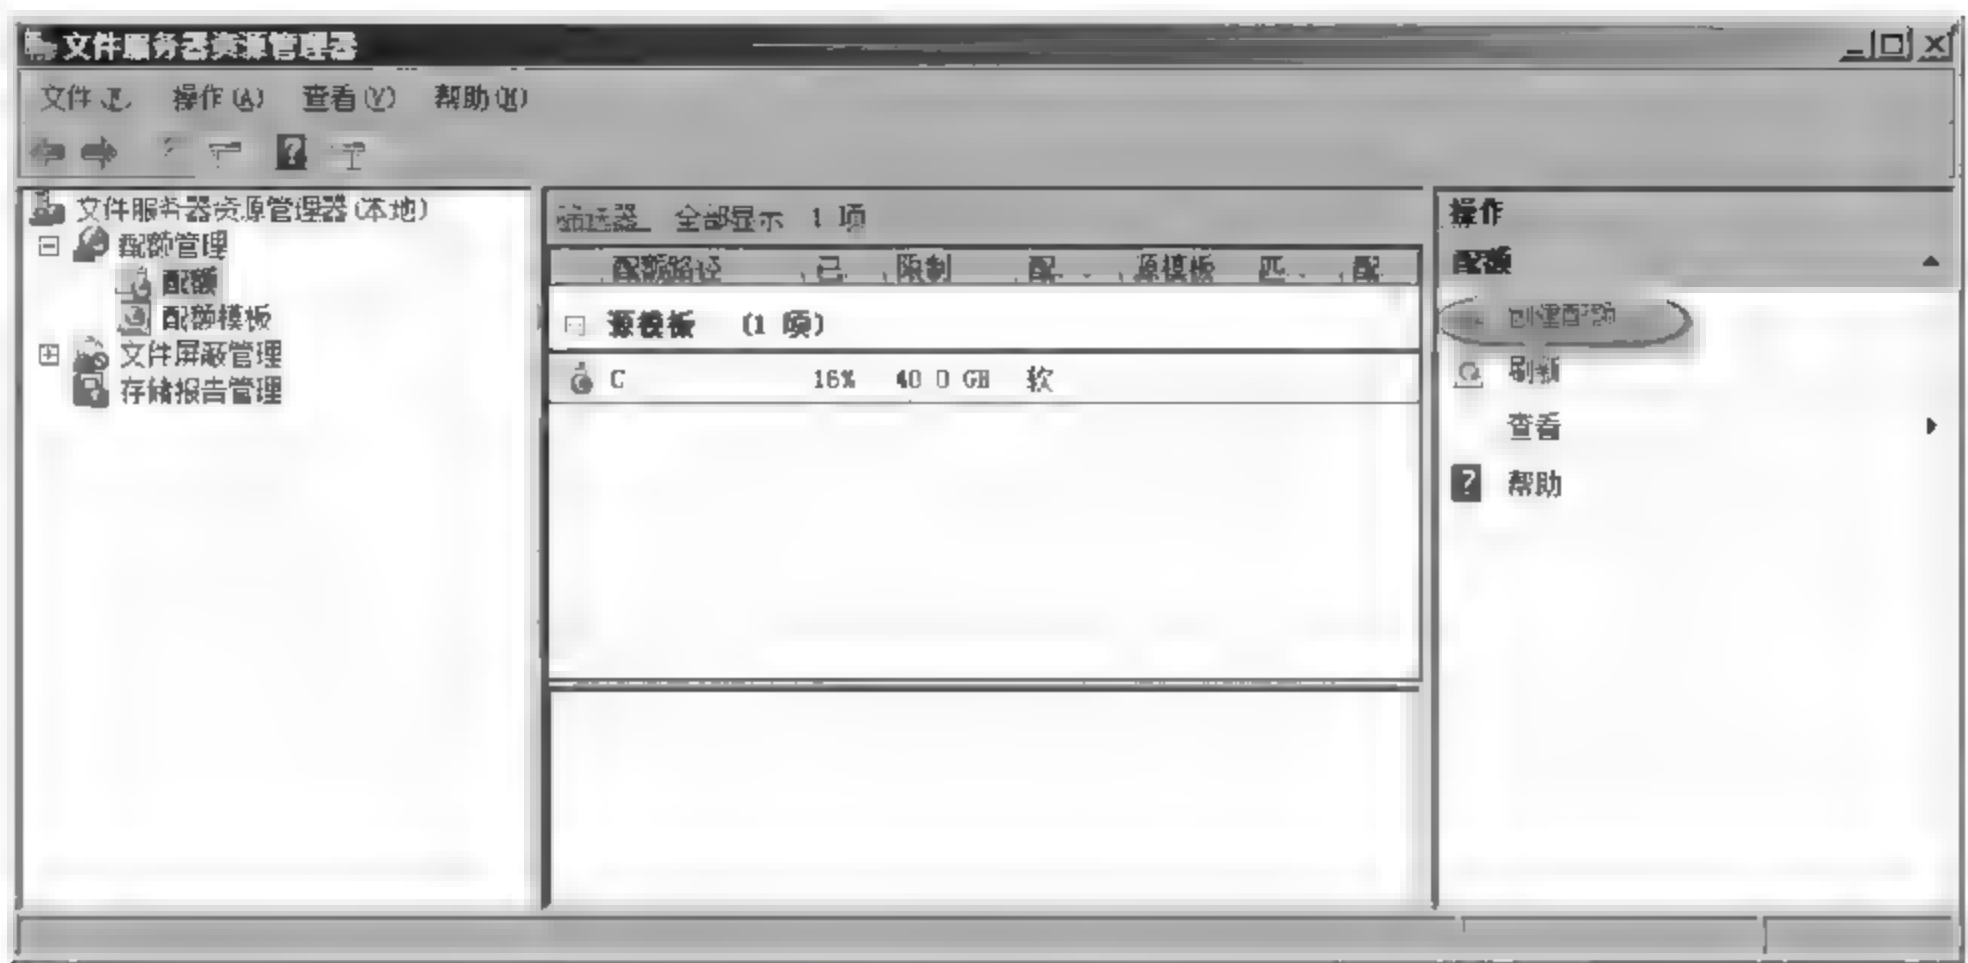 文件服务器资源管理器
文件 操作(A) 查看(V) 帮助(H)
文件服务器资源管理器(本地)
配额管理
配额
配额模板
文件屏蔽管理
存储报告管理
筛选器 全部显示 1 项
配额路径 已. 限制 配.. 源模板 匹.. 配.
源模板 (1 项)
C 16% 40 0 GB 软
操作
配额
创建配额
刷新
查看
帮助